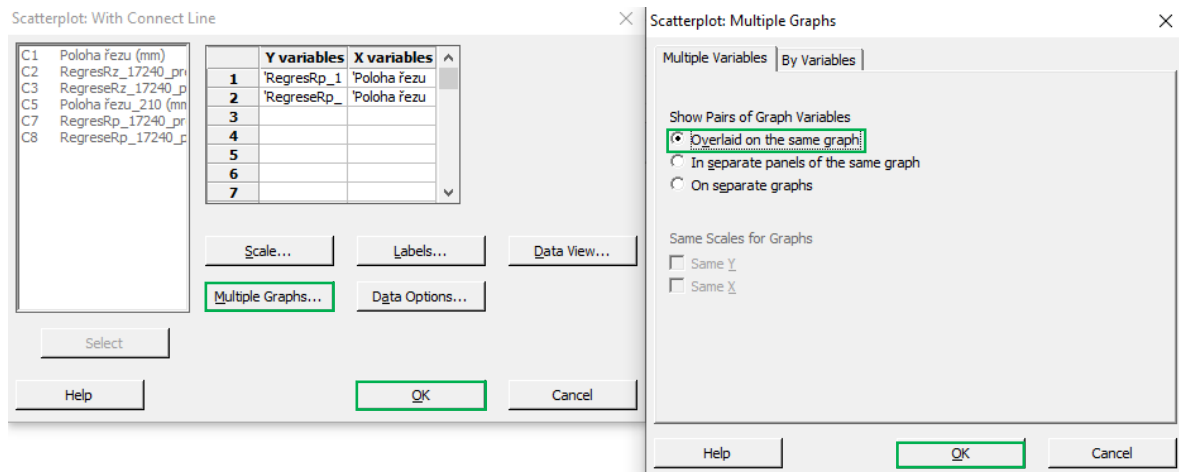 Scatterplot: With Connect Line
C1 Poloha řezu (mm)
C2 RegresRz_17240_pr
C3 RegreseRz_17240_p
C5 Poloha řezu_210 (mm
C7 RegresRp_17240_pr
C8 RegreseRp_17240_p
Y variables X variables
1 'RegresRp_1 'Poloha řezu
2 'RegreseRp_ 'Poloha řezu
3
4
5
6
7
Scale... Labels... Data View...
Multiple Graphs... Data Options...
Select
Help OK Cancel
Scatterplot: Multiple Graphs
Multiple Variables By Variables
Show Pairs of Graph Variables
Overlaid on the same graph
In separate panels of the same graph
On separate graphs
Same Scales for Graphs
Same Y
Same X
Help OK Cancel